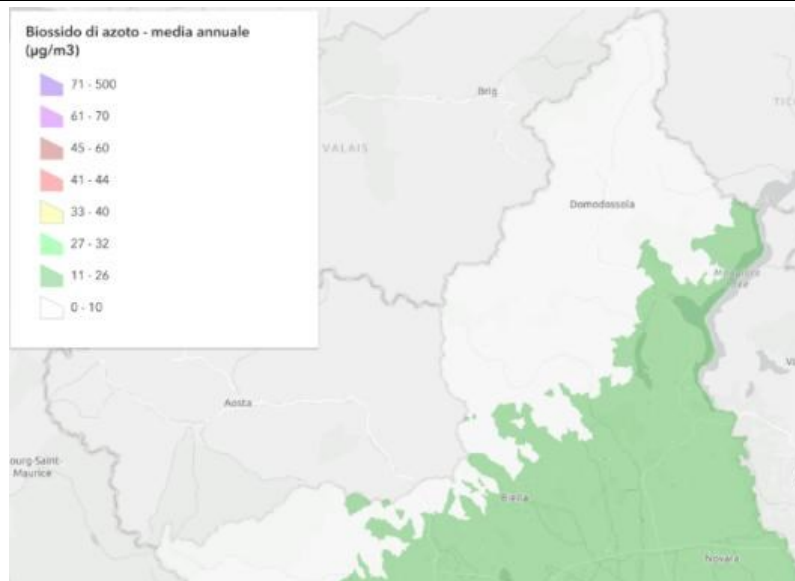 Biossido di azoto - media annuale
(µg/m3)
71 - 500
61 - 70
45 - 60
41 - 44
33 - 40
27 - 32
11 - 26
0 - 10
Brig
TIC
VALAIS
Domodossola
Aosta
ourg-Saint-
Maurice
Biella
Novara